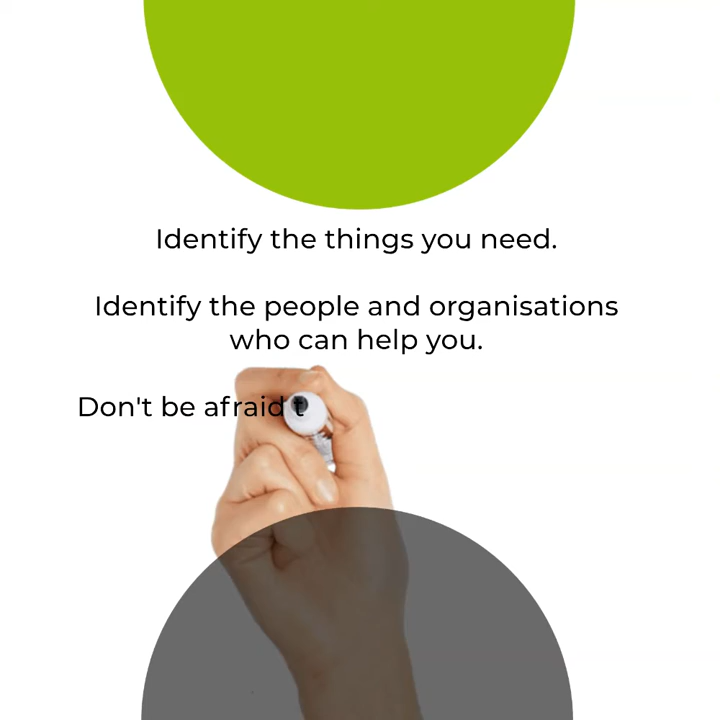 Identify the things you need.
Identify the people and organisations
who can help you.
Don't be afraid t